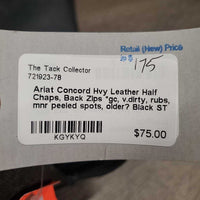 Retail (New) Price
$175
The Tack Collector
721923-78
Ariat Concord Hvy Leather Half
Chaps, Back Zips *gc, v.dirty, rubs,
mnr peeled spots, older? Black ST
KGYKYQ
$75.00